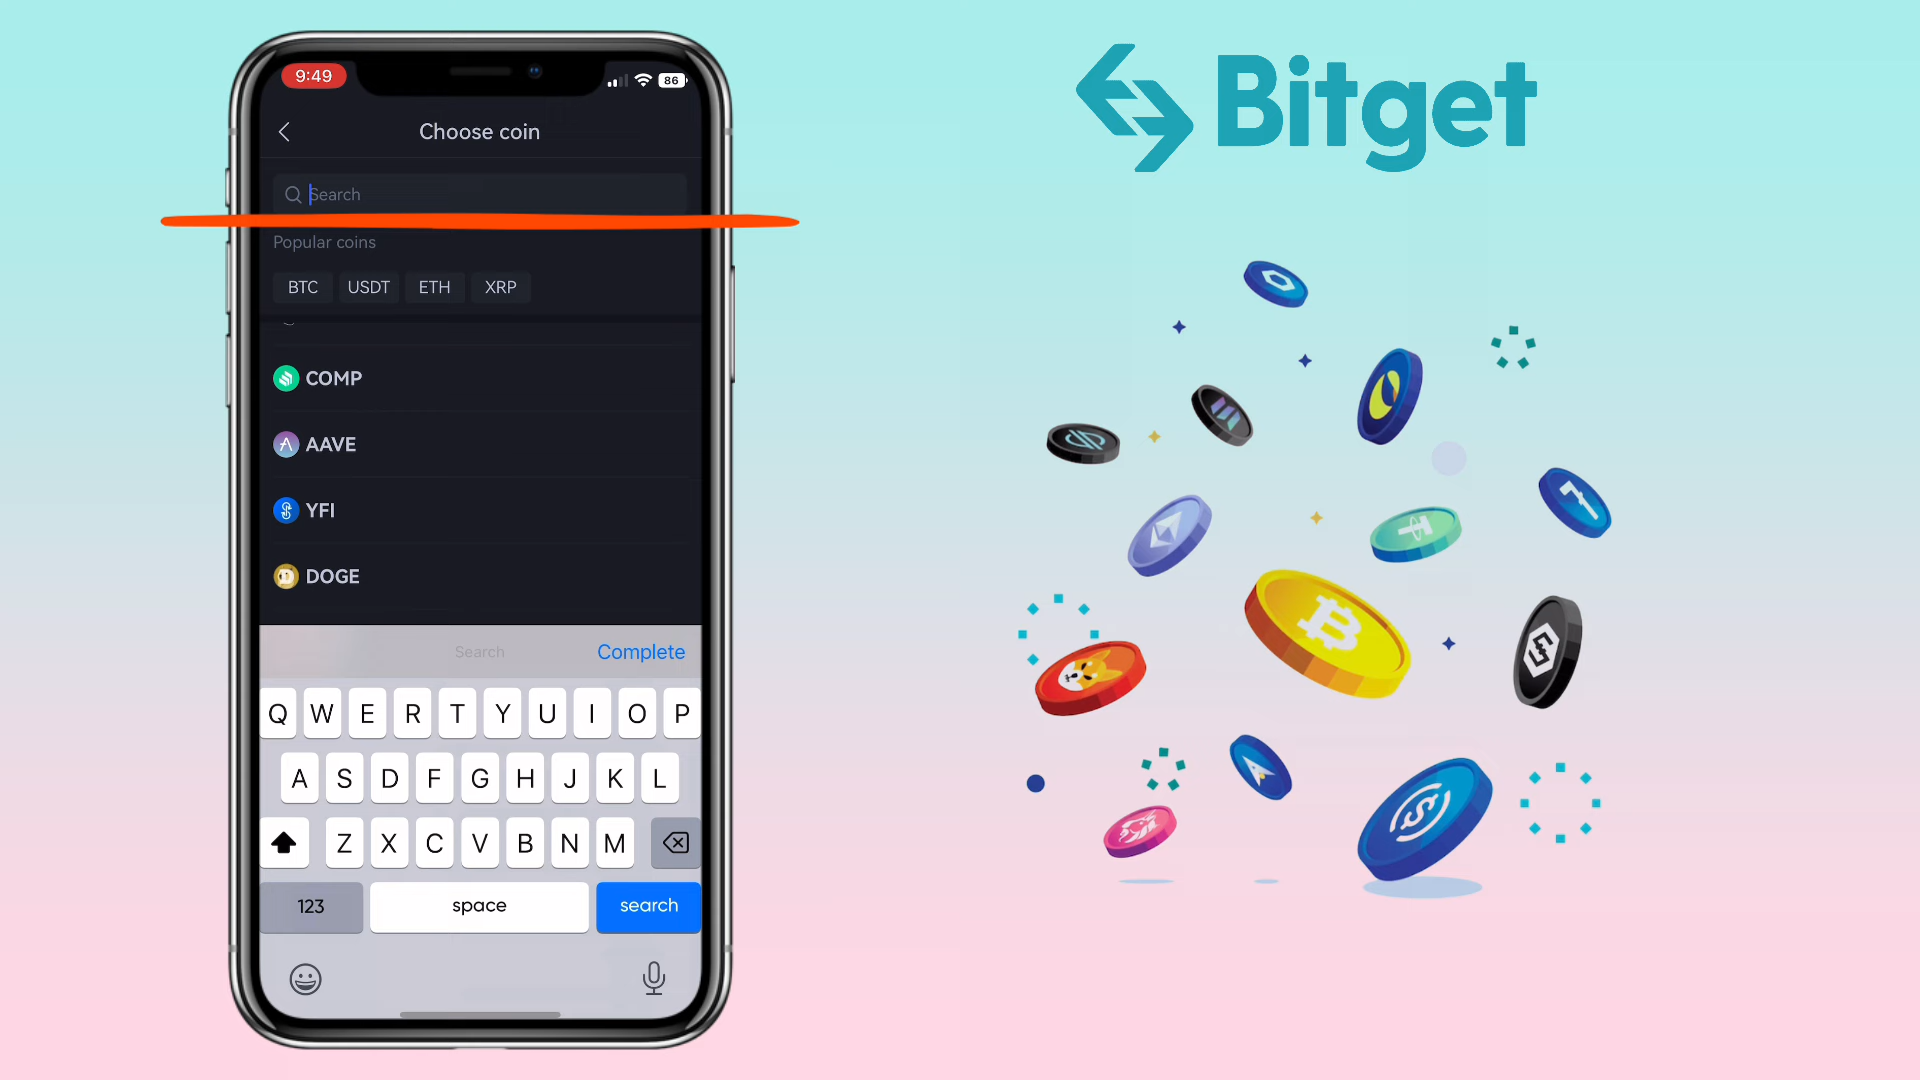 9:49
86
Choose coin
Search
Popular coins
BTC USDT ETH XRP
COMP
AAVE
YFI
DOGE
Search Complete
Q W E R T Y U I O P
A S D F G H J K L
Z X C V B N M
123 space search
Bitget